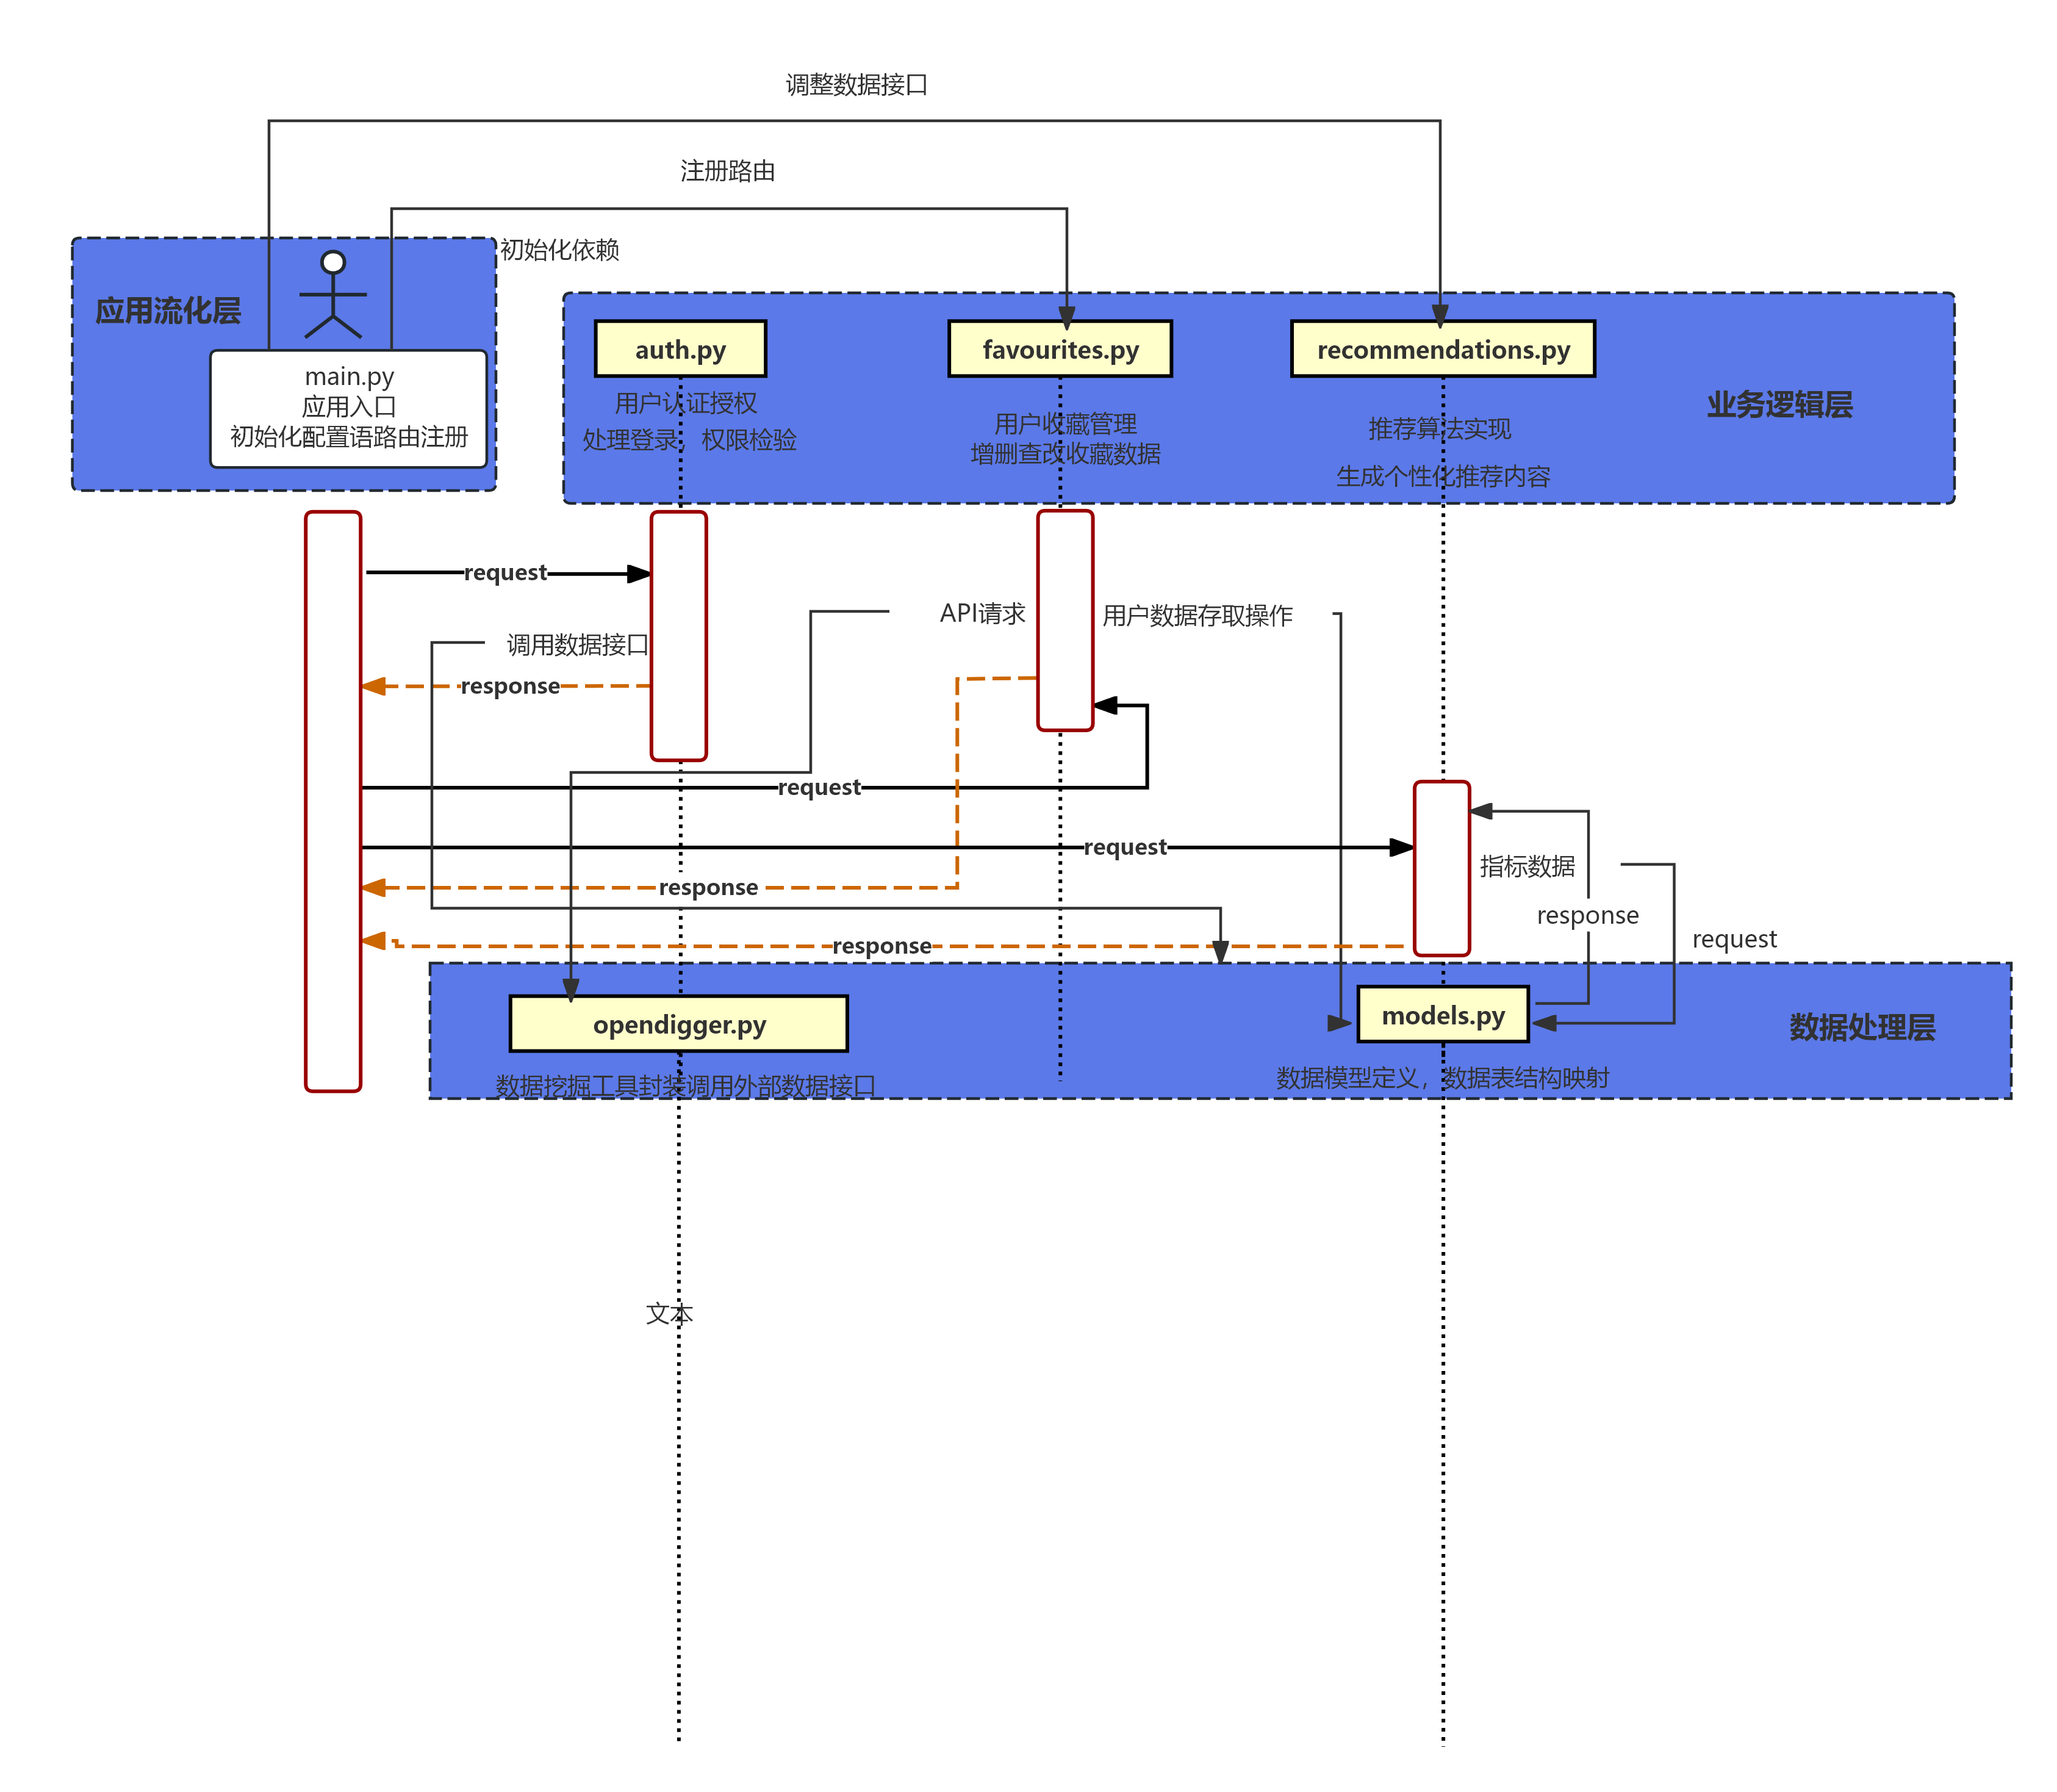 调整数据接口
注册路由
初始化依赖
应用流化层
main.py
应用入口
初始化配置语路由注册
auth.py
用户认证授权
处理登录，权限检验
favourites.py
用户收藏管理
增删查改收藏数据
recommendations.py
推荐算法实现
生成个性化推荐内容
业务逻辑层
request
API请求
用户数据存取操作
调用数据接口
response
request
request
指标数据
response
response
request
response
opendigger.py
数据挖掘工具封装调用外部数据接口
models.py
数据模型定义，数据表结构映射
数据处理层
文本